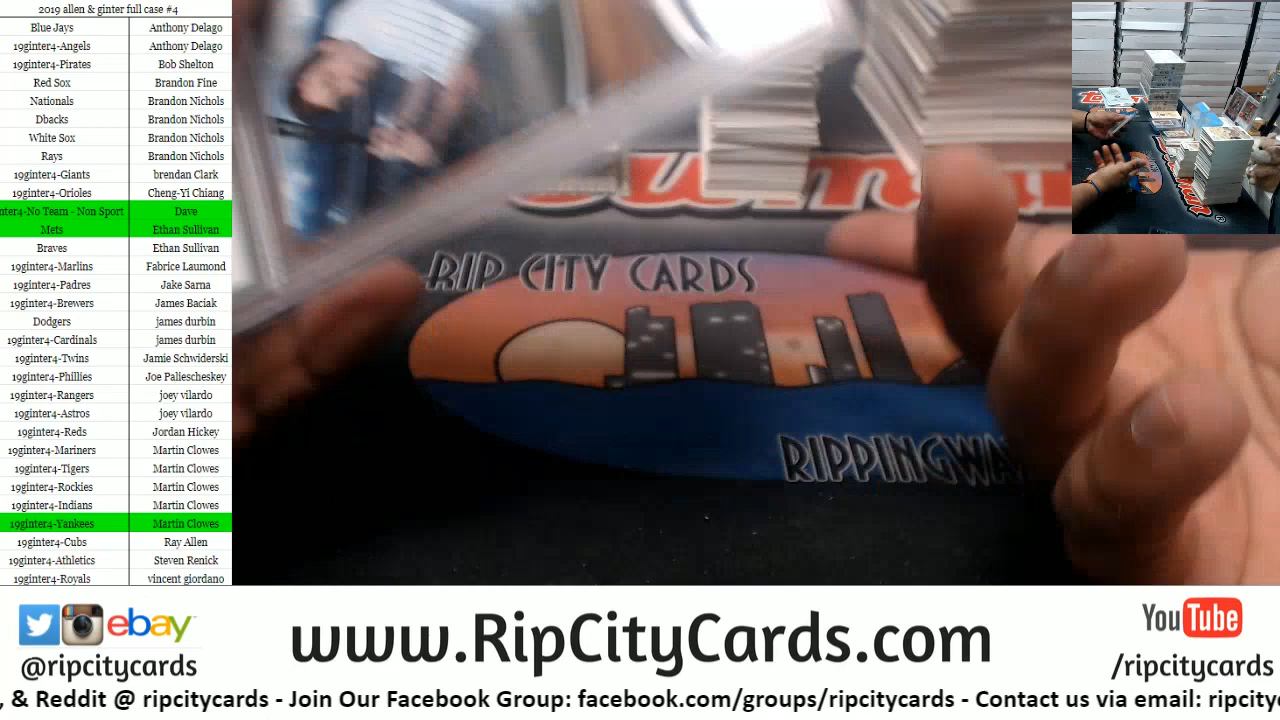 2019 allen & ginter full case #4
Blue Jays Anthony Delago
19ginter4-Angels Anthony Delago
19ginter4-Pirates Bob Shelton
Red Sox Brandon Fine
Nationals Brandon Nichols
Dbacks Brandon Nichols
White Sox Brandon Nichols
Rays Brandon Nichols
19ginter4-Giants brendan Clark
19ginter4-Orioles Cheng-Yi Chiang
nter4-No Team - Non Sport Dave
Mets Ethan Sullivan
Braves Ethan Sullivan
19ginter4-Marlins Fabrice Laumond
19ginter4-Padres Jake Sarna
19ginter4-Brewers James Baciak
Dodgers james durbin
19ginter4-Cardinals james durbin
19ginter4-Twins Jamie Schwiderski
19ginter4-Phillies Joe Paliescheskey
19ginter4-Rangers joey vilardo
19ginter4-Astros joey vilardo
19ginter4-Reds Jordan Hickey
19ginter4-Mariners Martin Clowes
19ginter4-Tigers Martin Clowes
19ginter4-Rockies Martin Clowes
19ginter4-Indians Martin Clowes
19ginter4-Yankees Martin Clowes
19ginter4-Cubs Ray Allen
19ginter4-Athletics Steven Renick
19ginter4-Royals vincent giordano
RIP CITY CARDS
RIPPINGWA
ebay
@ripcitycards
www.RipCityCards.com
YouTube
/ripcitycards
, & Reddit @ ripcitycards - Join Our Facebook Group: facebook.com/groups/ripcitycards - Contact us via email: ripcity